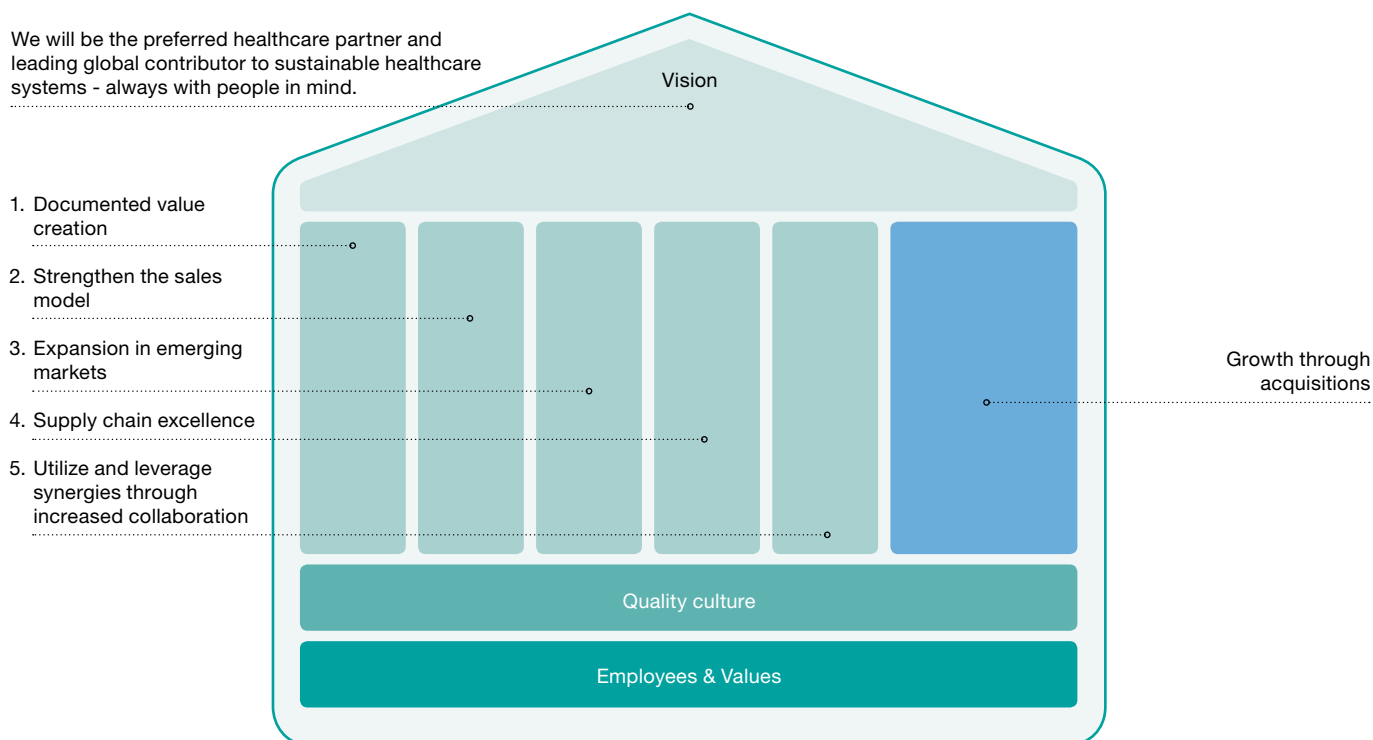 We will be the preferred healthcare partner and
leading global contributor to sustainable healthcare
systems - always with people in mind.
Vision
1. Documented value
creation
2. Strengthen the sales
model
3. Expansion in emerging
markets
4. Supply chain excellence
5. Utilize and leverage
synergies through
increased collaboration
Growth through
acquisitions
Quality culture
Employees & Values